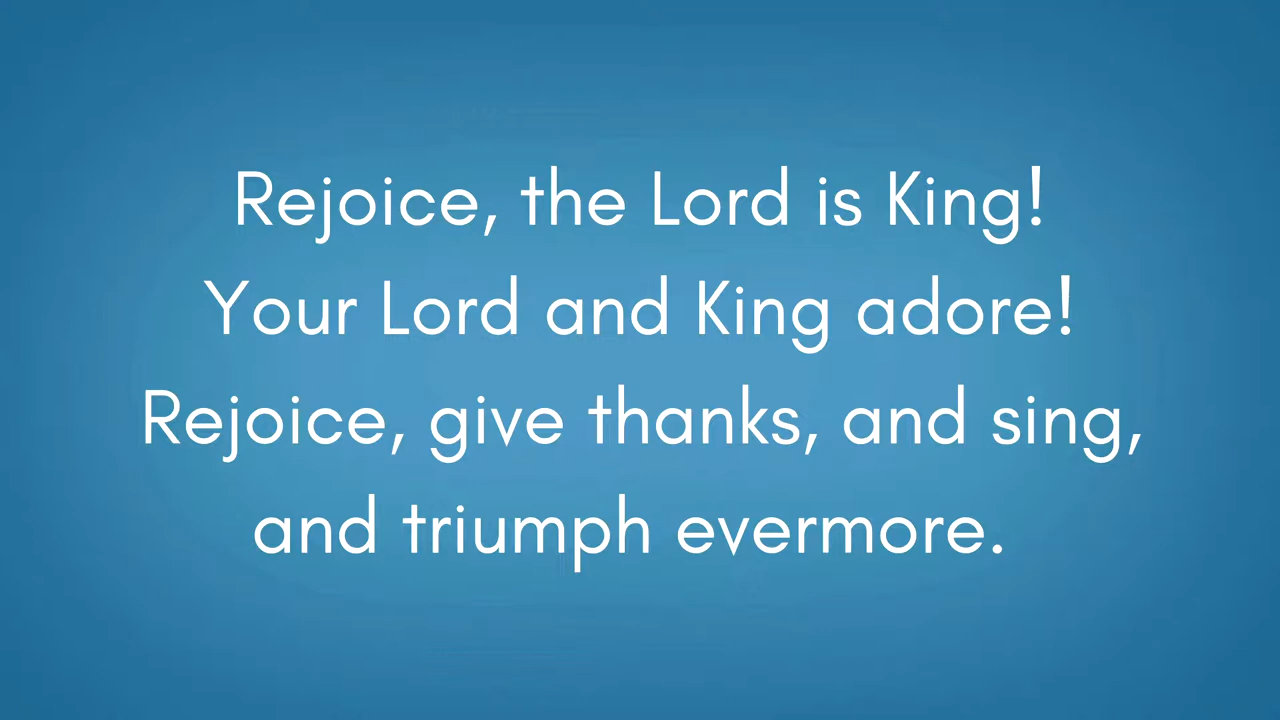 Rejoice, the Lord is King!
Your Lord and King adore!
Rejoice, give thanks, and sing,
and triumph evermore.